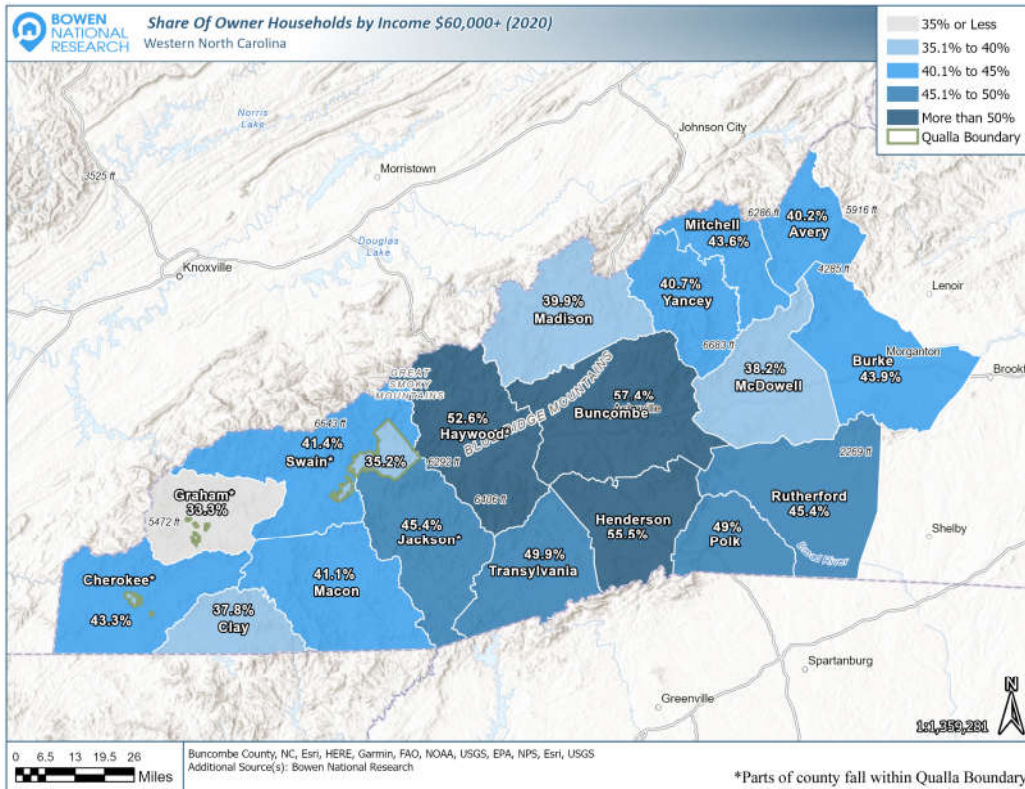 BOWEN
NATIONAL
RESEARCH
Share Of Owner Households by Income $60,000+ (2020)
Western North Carolina
35% or Less
35.1% to 40%
40.1% to 45%
45.1% to 50%
More than 50%
Qualla Boundary
Norris
Lake
Johnson City
3525 ft
Morristown
Douglas
Lake
Knoxville
6286 ft
5916 ft
40.2%
Avery
Mitchell
43.6%
4285 ft
Lenoir
40.7%
Yancey
39.9%
Madison
6683 ft
Morganton
Burke
43.9%
38.2%
McDowell
Brookf
GREAT
SMOKY
MOUNTAINS
BLUE RIDGE MOUNTAINS
57.4%
Buncombe
52.6%
Haywood*
6643 ft
41.4%
Swain*
35.2%
6292 ft
2269 ft
Graham*
33.3%
5472 ft
6406 ft
Rutherford
45.4%
Henderson
55.5%
49%
Polk
Shelby
45.4%
Jackson*
49.9%
Transylvania
Broad River
Cherokee*
43.3%
41.1%
Macon
37.8%
Clay
Spartanburg
Greenville
N
1:1,359,281
0 6.5 13 19.5 26
Miles
Buncombe County, NC, Esri, HERE, Garmin, FAO, NOAA, USGS, EPA, NPS, Esri, USGS
Additional Source(s): Bowen National Research
*Parts of county fall within Qualla Boundary